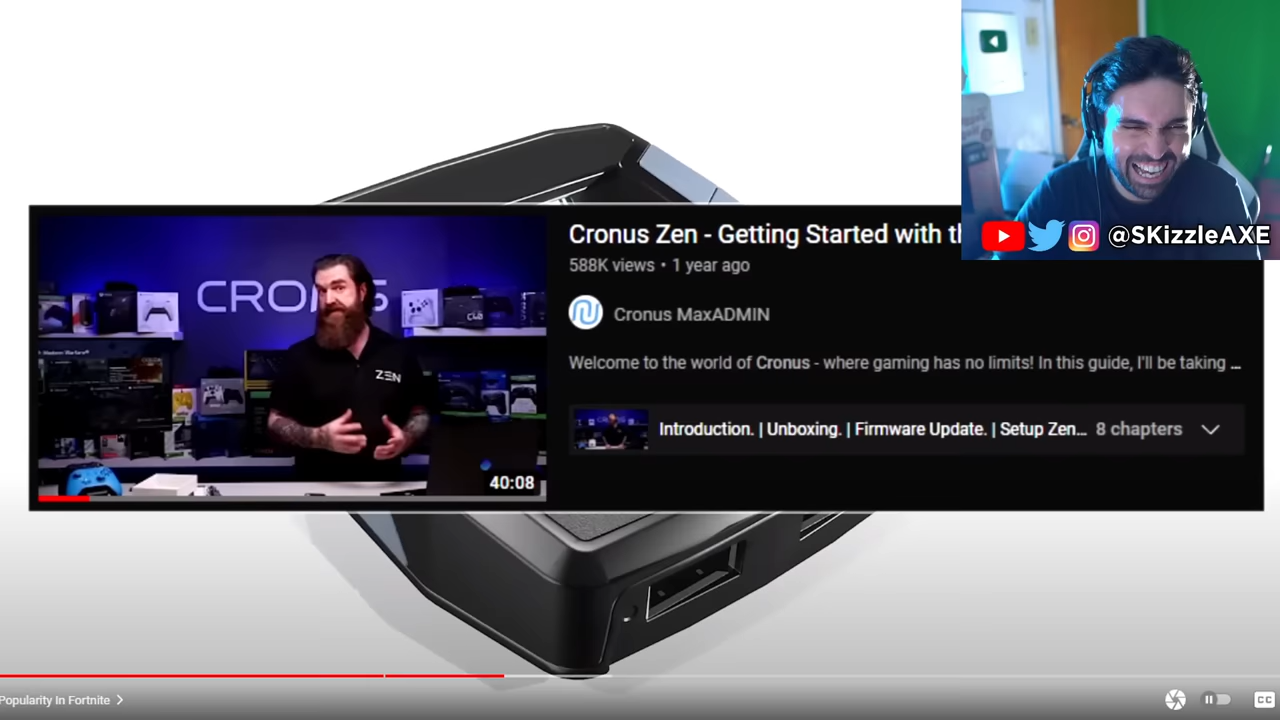 Cronus Zen - Getting Started with th
588K views • 1 year ago
@SKizzleAXE
CRONUS
ZEN
40:08
Cronus MaxADMIN
Welcome to the world of Cronus - where gaming has no limits! In this guide, I'll be taking ...
Introduction. | Unboxing. | Firmware Update. | Setup Zen... 8 chapters
Popularity In Fortnite >
CC